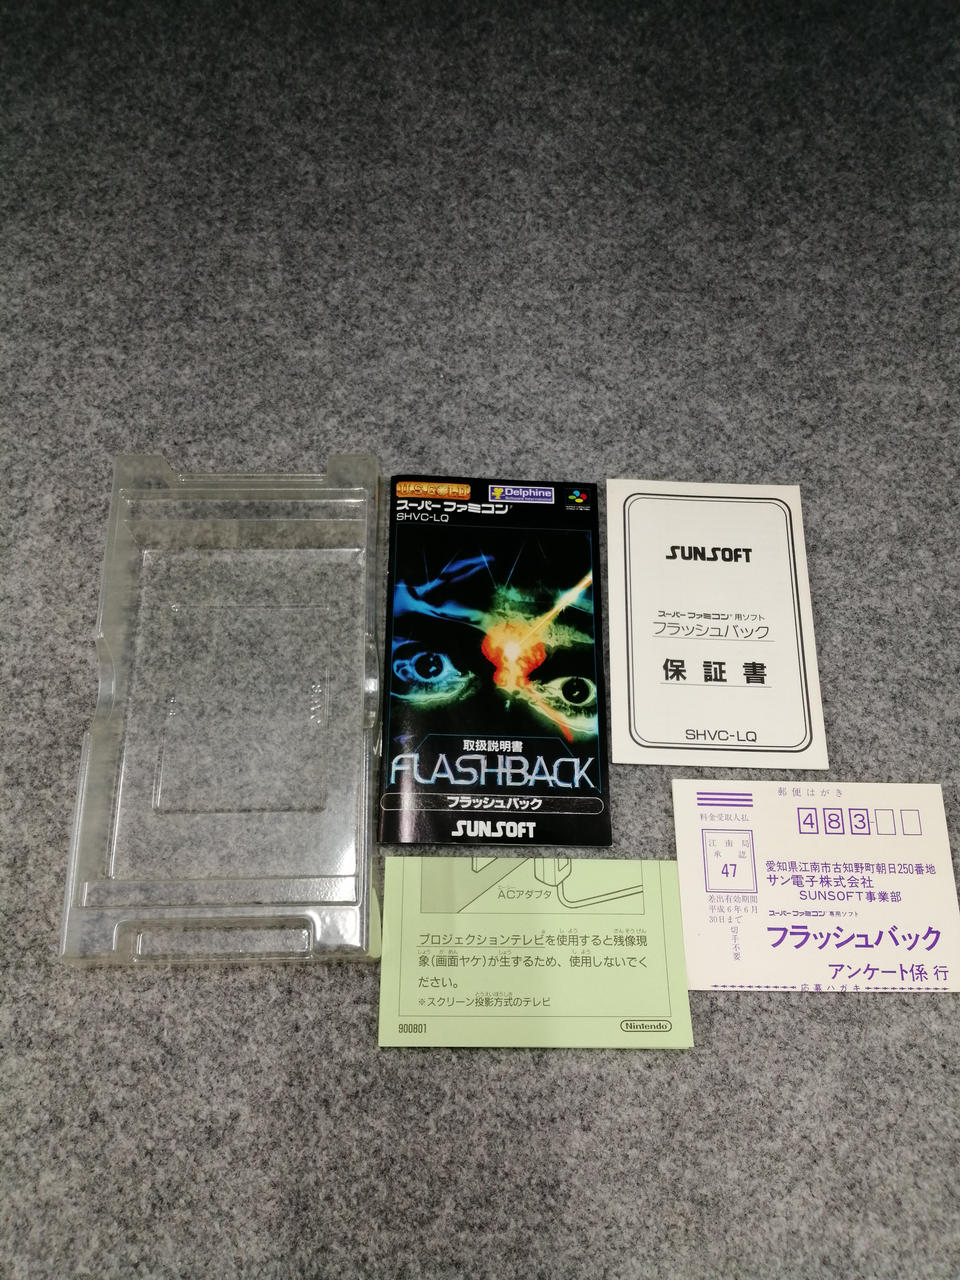 U.S.GOLD
Delphine
Software International
スーパーファミコン
SHVC-LQ
取扱説明書
FLASHBACK
フラッシュバック
SUNSOFT
SUNSOFT
スーパーファミコン用ソフト
フラッシュバック
保証書
SHVC-LQ
ACアダプタ
プロジェクションテレビを使用すると残像現
象(画面ヤケ)が生ずるため、使用しないでく
ださい。
※スクリーン投影方式のテレビ
900801
Nintendo
郵便はがき
料金受取人払
483-
江南局
承認
47
差出有効期間
平成6年6月
30日まで
切手不要
愛知県江南市古知野町朝日250番地
サン電子株式会社
SUNSOFT事業部
スーパーファミコン専用ソフト
フラッシュバック
アンケート係 行
応募ハガキ